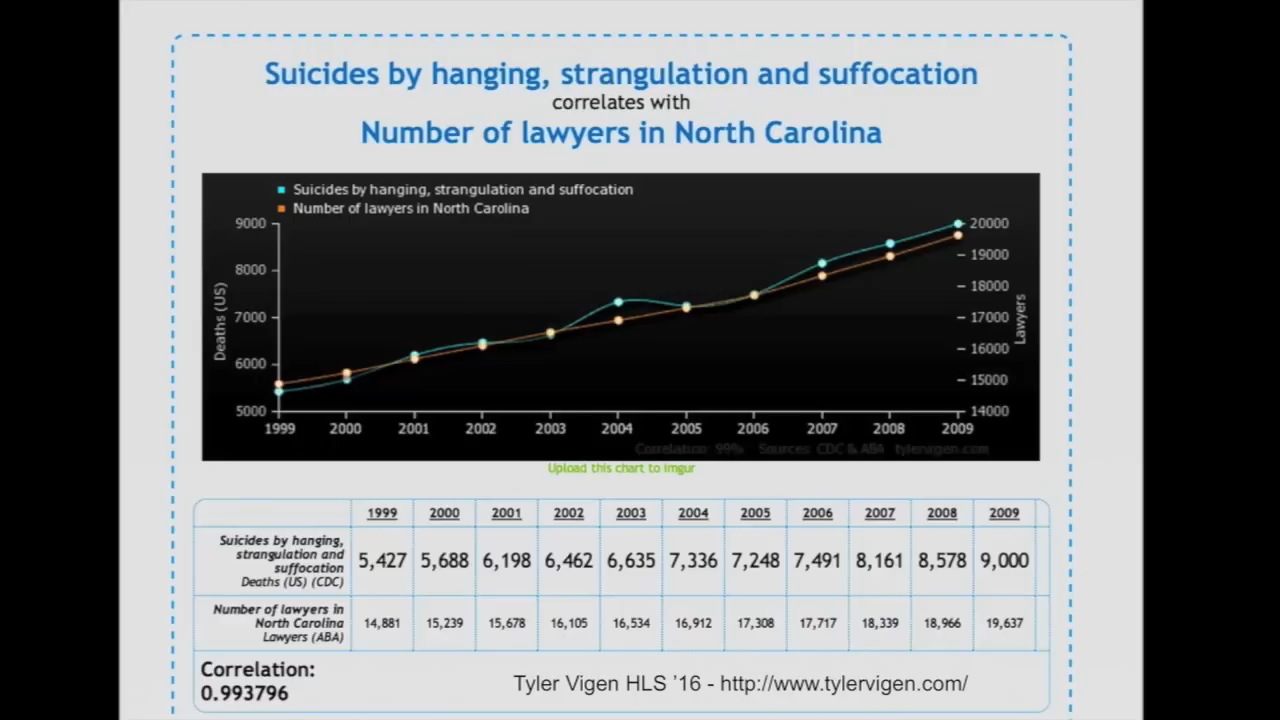 Suicides by hanging, strangulation and suffocation
correlates with
Number of lawyers in North Carolina
Suicides by hanging, strangulation and suffocation
Number of lawyers in North Carolina
9000
8000
7000
6000
5000
Deaths (US)
20000
19000
18000
17000
16000
15000
14000
Lawyers
1999 2000 2001 2002 2003 2004 2005 2006 2007 2008 2009
Correlation: 99% Sources: CDC & ABA tylervigen.com
Upload this chart to imgur
1999 2000 2001 2002 2003 2004 2005 2006 2007 2008 2009
Suicides by hanging,
strangulation and
suffocation
Deaths (US) (CDC)
5,427 5,688 6,198 6,462 6,635 7,336 7,248 7,491 8,161 8,578 9,000
Number of lawyers in
North Carolina
Lawyers (ABA)
14,881 15,239 15,678 16,105 16,534 16,912 17,308 17,717 18,339 18,966 19,637
Correlation:
0.993796
Tyler Vigen HLS ’16 - http://www.tylervigen.com/